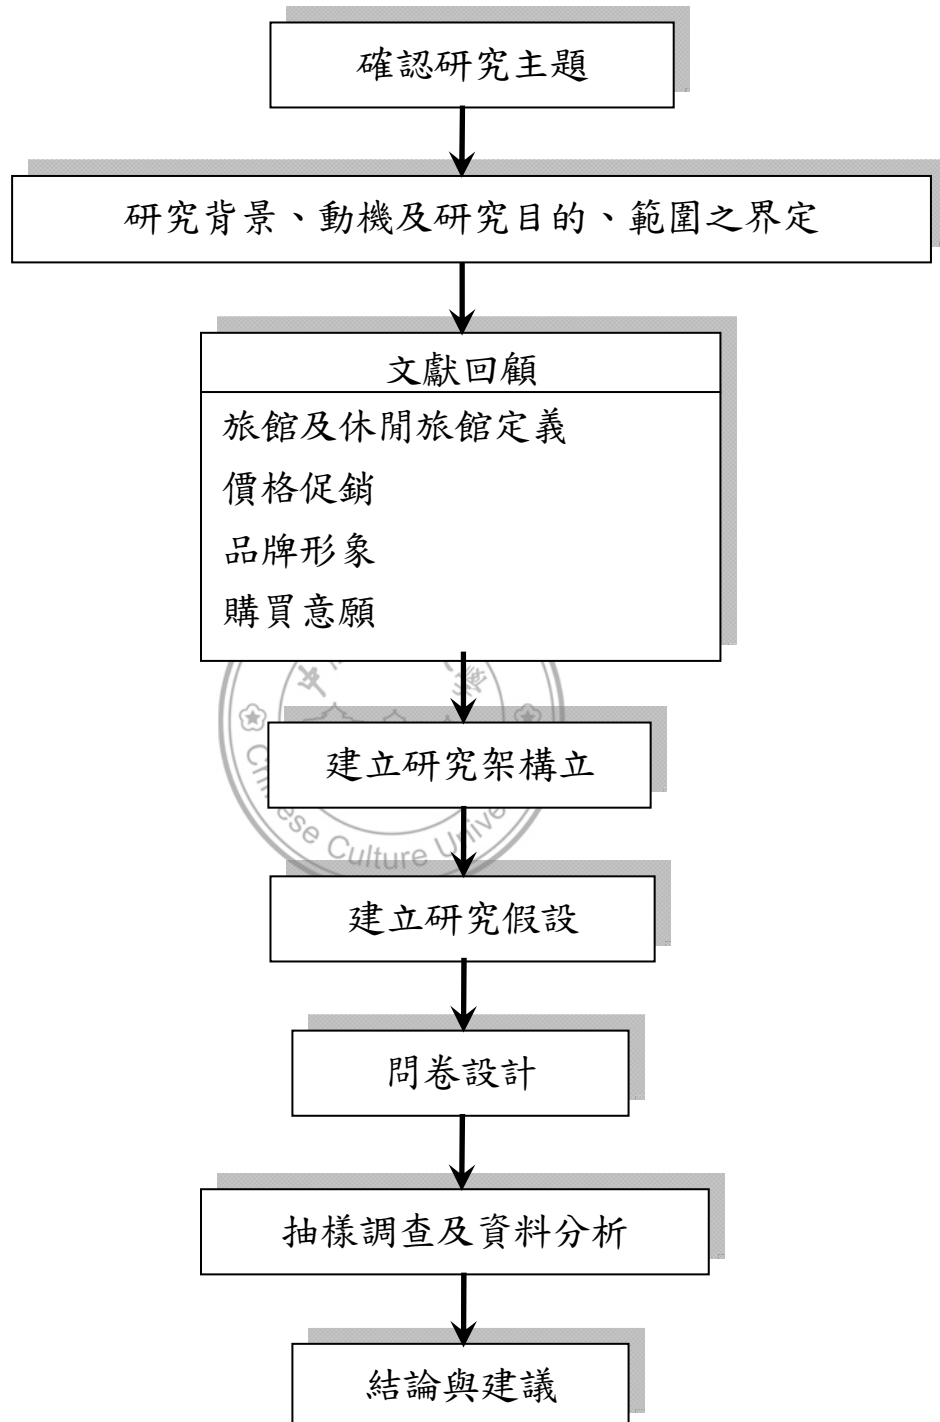 確認研究主題
研究背景、動機及研究目的、範圍之界定
文獻回顧
旅館及休閒旅館定義
價格促銷
品牌形象
購買意願
建立研究架構立
Chinese Culture Unive
建立研究假設
問卷設計
抽樣調查及資料分析
結論與建議